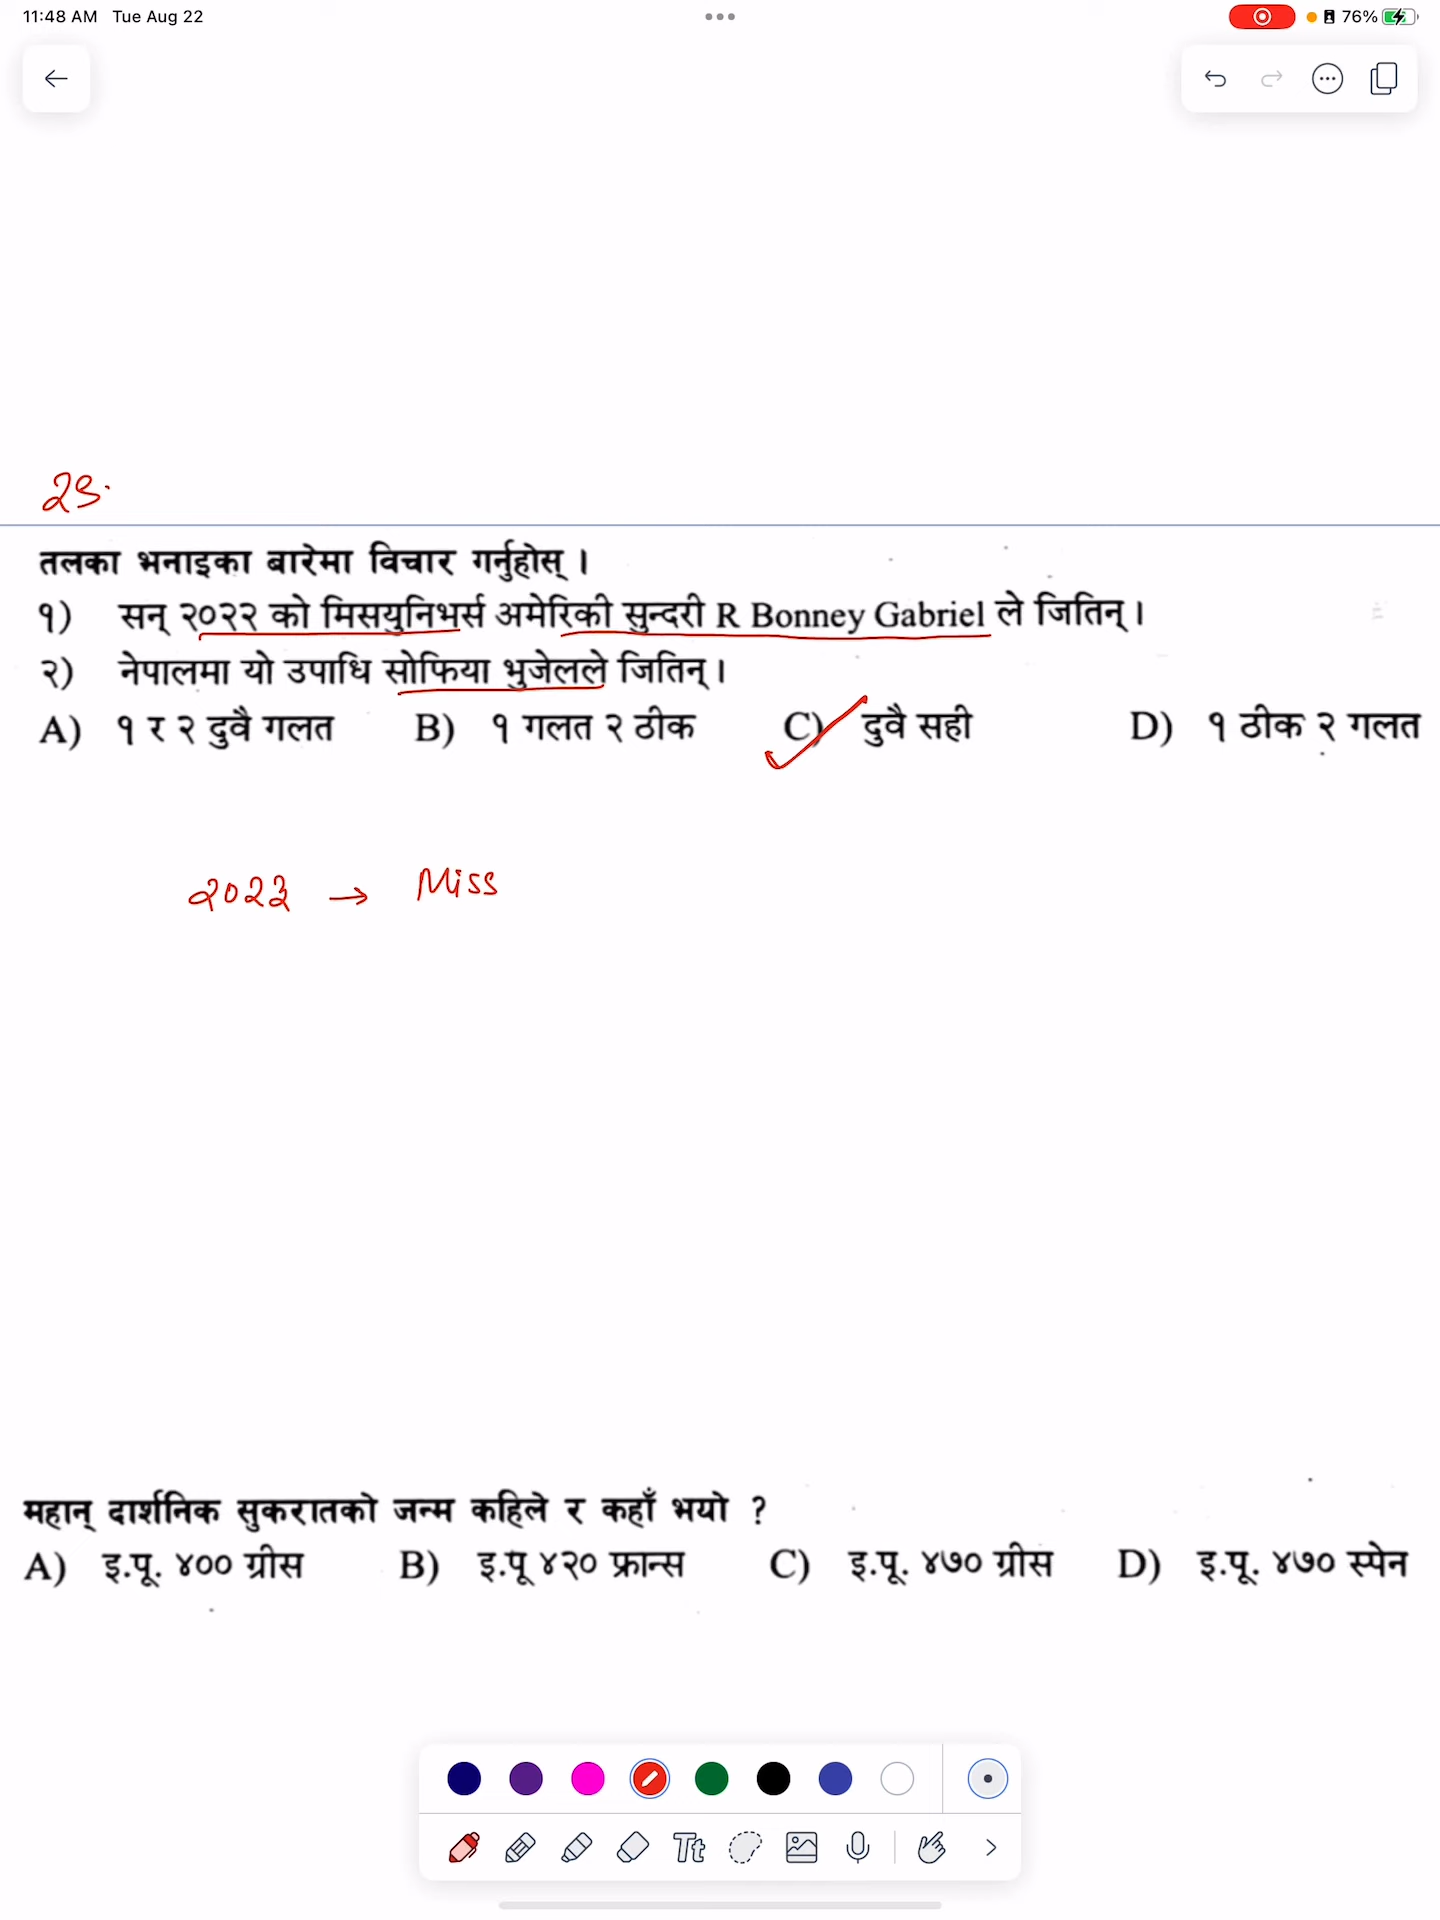 11:48 AM Tue Aug 22
76%
29.
तलका भनाइका बारेमा विचार गर्नुहोस् ।
१) सन् २०२२ को मिसयुनिभर्स अमेरिकी सुन्दरी R Bonney Gabriel ले जितिन् ।
२) नेपालमा यो उपाधि सोफिया भुजेलले जितिन् ।
A) १ र २ दुवै गलत B) १ गलत २ ठीक C) दुवै सही D) १ ठीक २ गलत
2023 → Miss
महान् दार्शनिक सुकरातको जन्म कहिले र कहाँ भयो ?
A) इ.पू. ४०० ग्रीस B) इ.पू ४२० फ्रान्स C) इ.पू. ४७० ग्रीस D) इ.पू. ४७० स्पेन
Tt